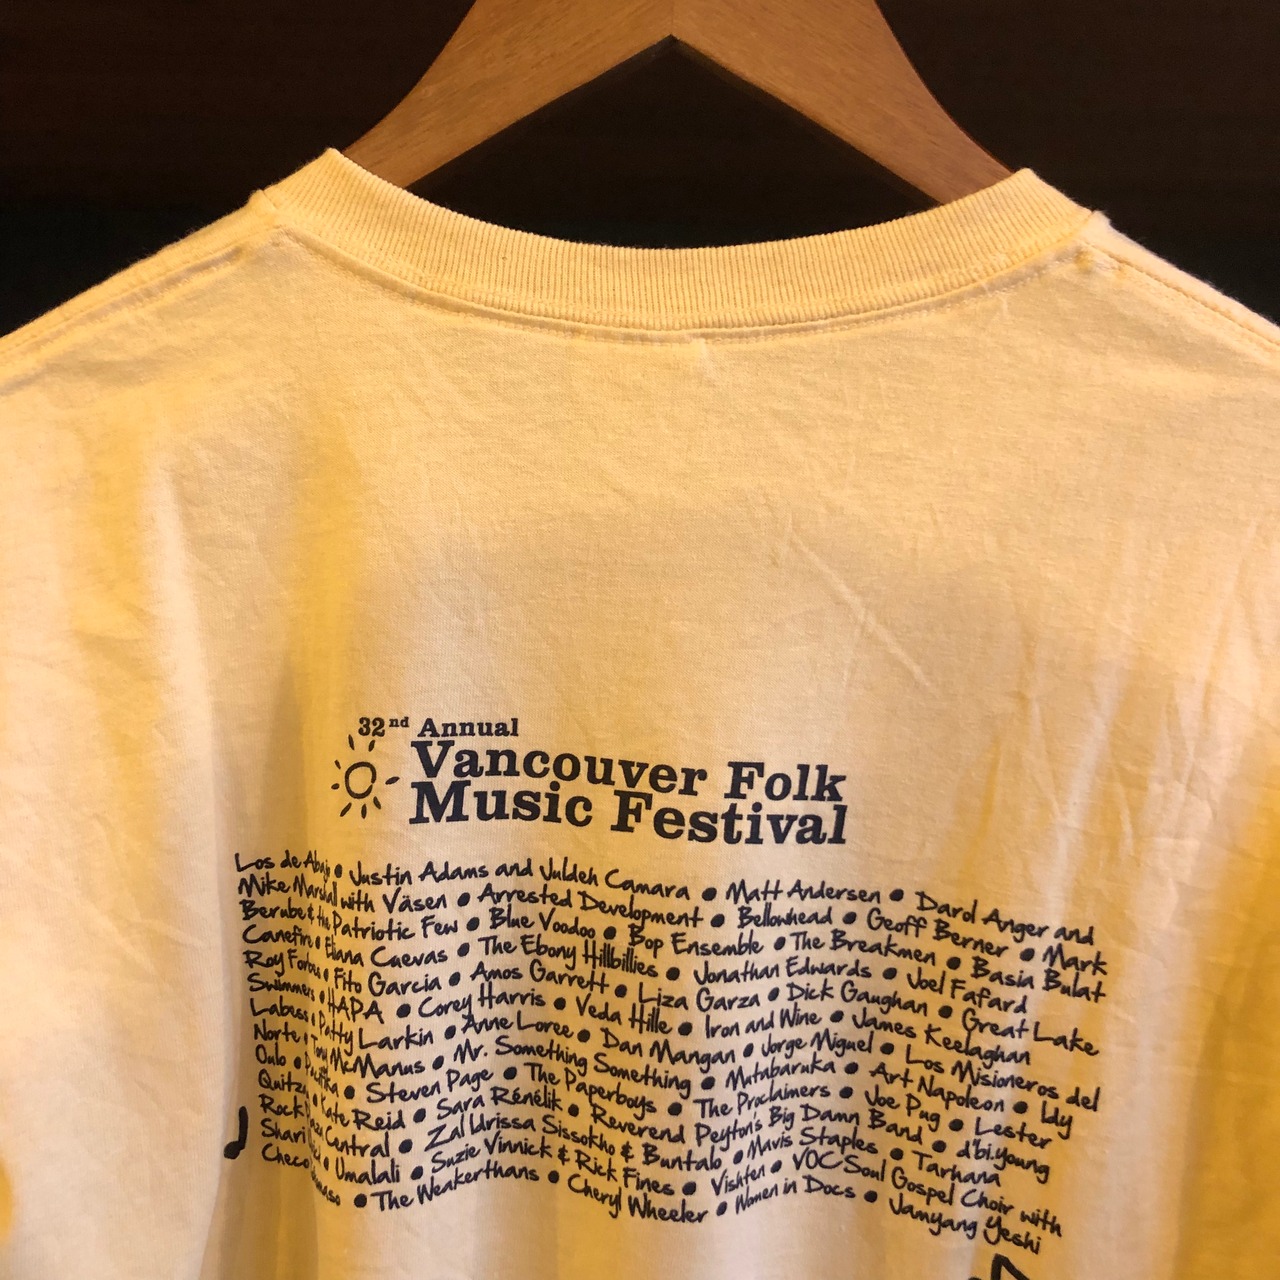 32nd Annual
Vancouver Folk
Music Festival
Los de Abajo • Justin Adams and Juldeh Camara • Matt Andersen • Darol Anger and
Mike Marshall with Väsen • Arrested Development • Bellowhead • Geoff Berner • Mark
Berube & the Patriotic Few • Blue Voodoo • Bop Ensemble • The Breakmen • Basia Bulat
Canefire • Eliana Cuevas • The Ebony Hillbillies • Jonathan Edwards • Joel Fafard
Roy Forbes • Fito Garcia • Amos Garrett • Liza Garza • Dick Gaughan • Great Lake
Swimmers • HAPA • Corey Harris • Veda Hille • Iron and Wine • James Keelaghan
Labess • Patty Larkin • Anne Loree • Dan Mangan • Jorge Miguel • Los Misioneros del
Norte • Tony McManus • Mr. Something Something • Mutabaruka • Art Napoleon • Idy
Oulo • Pacifika • Steven Page • The Paperboys • The Proclaimers • Joe Pug • Lester
Quitzau • Kate Reid • Sara Rénélik • Reverend Peyton's Big Damn Band • d'bi.young
Rock Central • Zal Idrissa Sissokho & Buntalo • Mavis Staples • Tarhana
Shari • Umalali • Suzie Vinnick & Rick Fines • Vishten • VOC Soul Gospel Choir with
Checo • The Weakerthans • Cheryl Wheeler • Women in Docs • Jamyang Yeshi